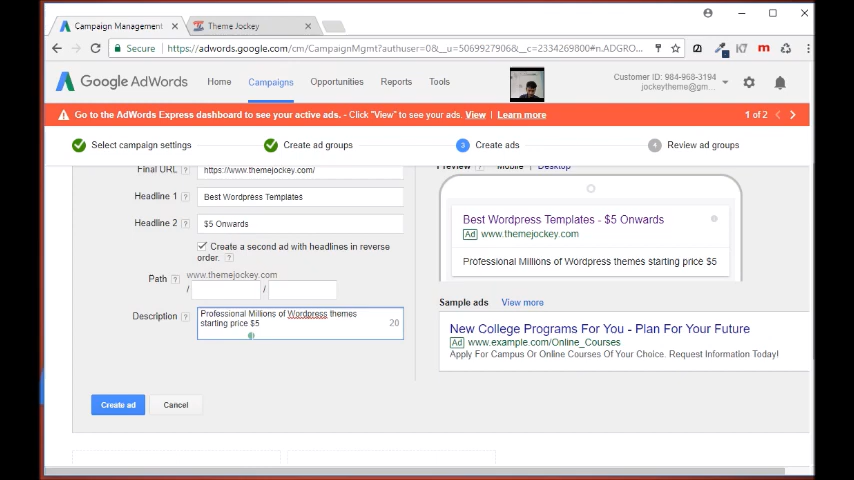 Campaign Management
Theme Jockey
Secure
https://adwords.google.com/cm/CampaignMgmt?authuser=0&__u=5069927906&__c=2334269800#n.ADGRO...
Google AdWords
Home
Campaigns
Opportunities
Reports
Tools
Customer ID: 984-968-3194
jockeytheme@gm...
Go to the AdWords Express dashboard to see your active ads. - Click "View" to see your ads. View | Learn more
1 of 2
Select campaign settings
Create ad groups
3 Create ads
4 Review ad groups
Final URL ?
https://www.themejockey.com/
Headline 1 ?
Best Wordpress Templates
Headline 2 ?
$5 Onwards
Create a second ad with headlines in reverse
order. ?
Path ?
www.themejockey.com
/ /
Description ?
Professional Millions of Wordpress themes
starting price $5
20
Create ad
Cancel
Preview ? Mobile | Desktop
Best Wordpress Templates - $5 Onwards
Ad www.themejockey.com
Professional Millions of Wordpress themes starting price $5
Sample ads View more
New College Programs For You - Plan For Your Future
Ad www.example.com/Online_Courses
Apply For Campus Or Online Courses Of Your Choice. Request Information Today!